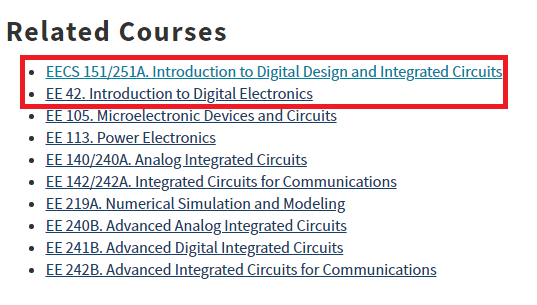 Related Courses
EECS 151/251A. Introduction to Digital Design and Integrated Circuits
EE 42. Introduction to Digital Electronics
EE 105. Microelectronic Devices and Circuits
EE 113. Power Electronics
EE 140/240A. Analog Integrated Circuits
EE 142/242A. Integrated Circuits for Communications
EE 219A. Numerical Simulation and Modeling
EE 240B. Advanced Analog Integrated Circuits
EE 241B. Advanced Digital Integrated Circuits
EE 242B. Advanced Integrated Circuits for Communications